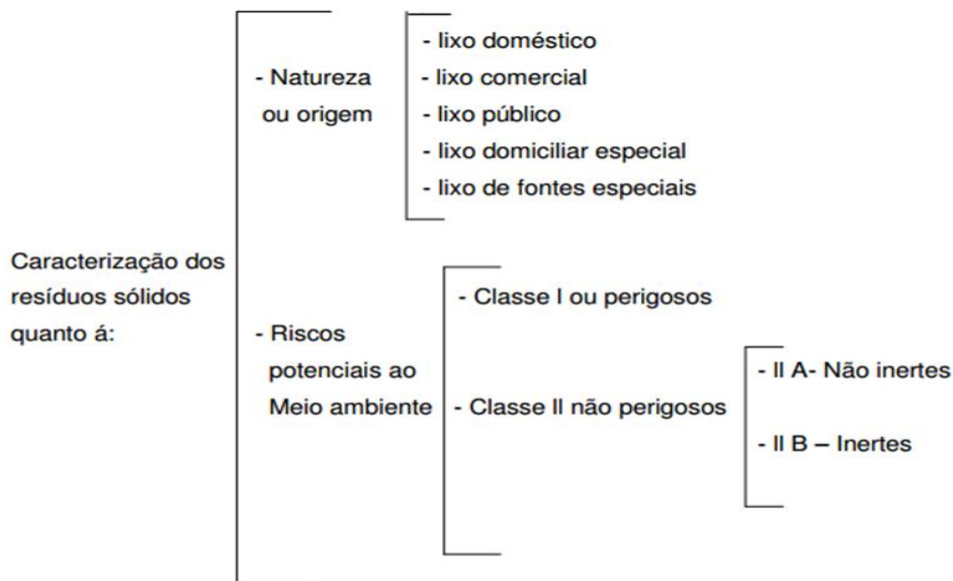 Caracterização dos
resíduos sólidos
quanto á:
- Natureza
ou origem
- lixo doméstico
- lixo comercial
- lixo público
- lixo domiciliar especial
- lixo de fontes especiais
- Riscos
potenciais ao
Meio ambiente
- Classe I ou perigosos
- Classe II não perigosos
- II A- Não inertes
- II B – Inertes